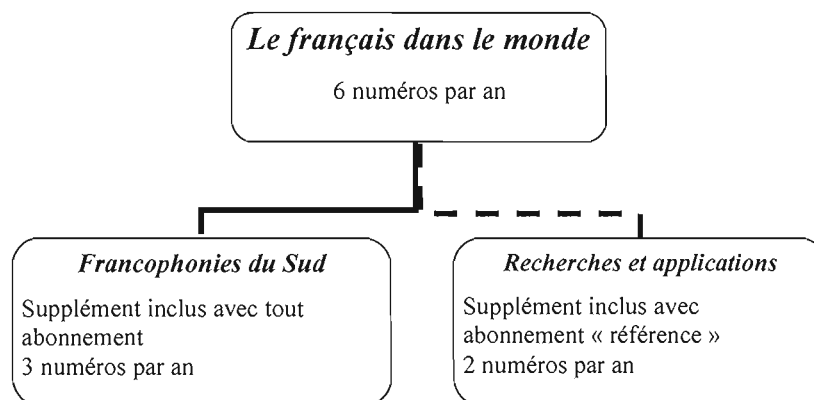 Le français dans le monde
6 numéros par an
Francophonies du Sud
Supplément inclus avec tout
abonnement
3 numéros par an
Recherches et applications
Supplément inclus avec
abonnement « référence »
2 numéros par an